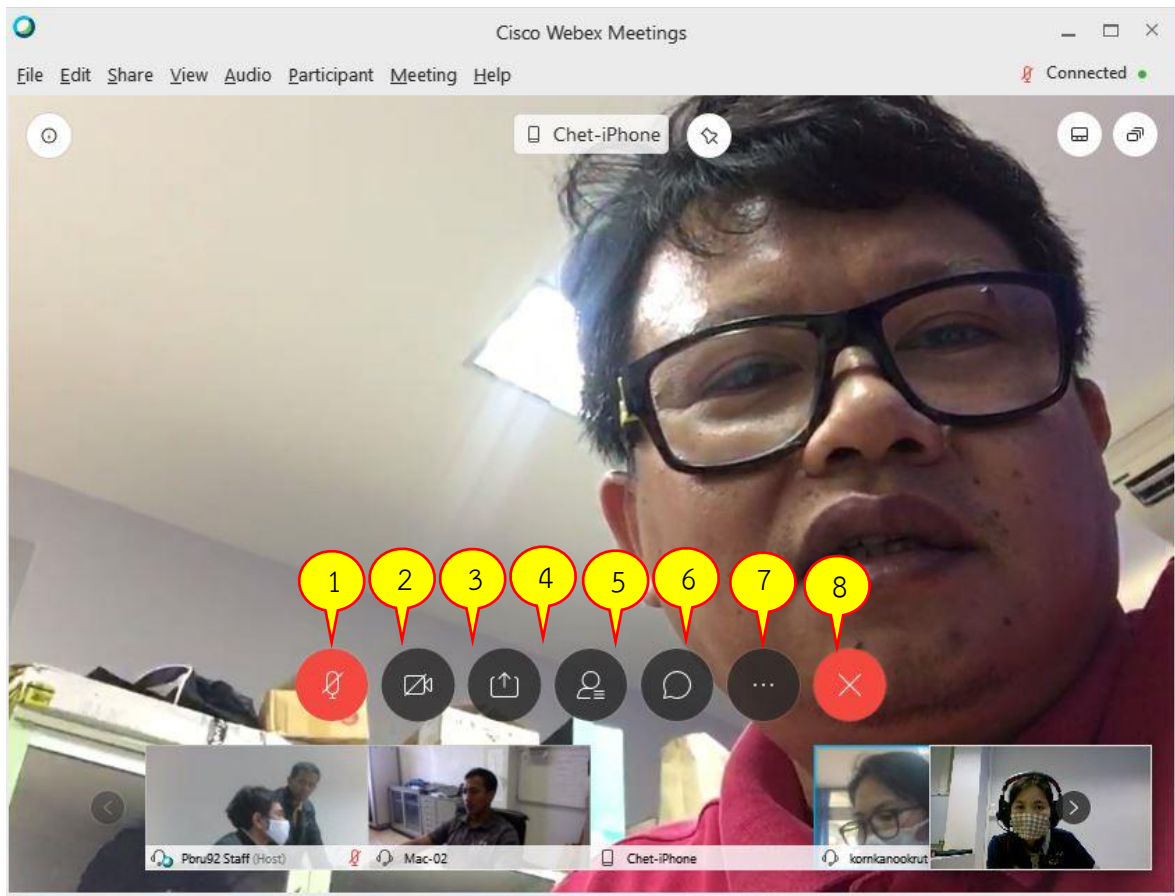 Cisco Webex Meetings
File Edit Share View Audio Participant Meeting Help
Connected
Chet-iPhone
1 2 3 4 5 6 7 8
Pbru92 Staff (Host) Mac-02 Chet-iPhone kornkanookrut